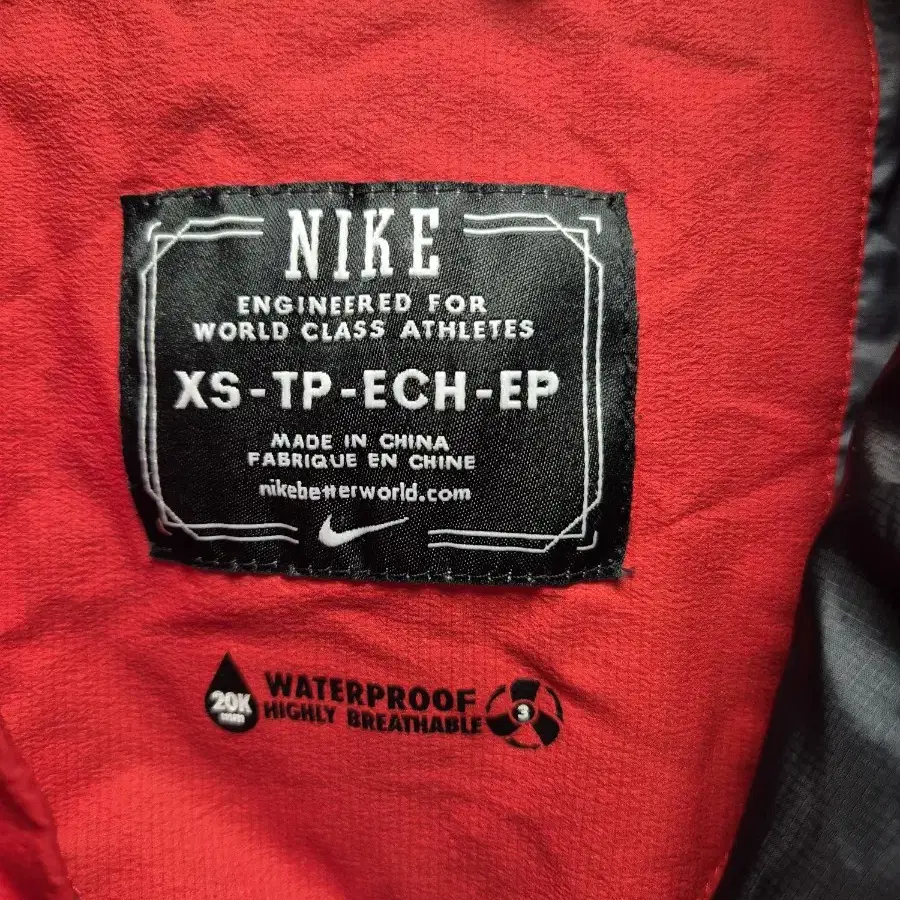 NIKE
ENGINEERED FOR
WORLD CLASS ATHLETES
XS-TP-ECH-EP
MADE IN CHINA
FABRIQUE EN CHINE
nikebetterworld.com
20K
WATERPROOF
HIGHLY BREATHABLE
3